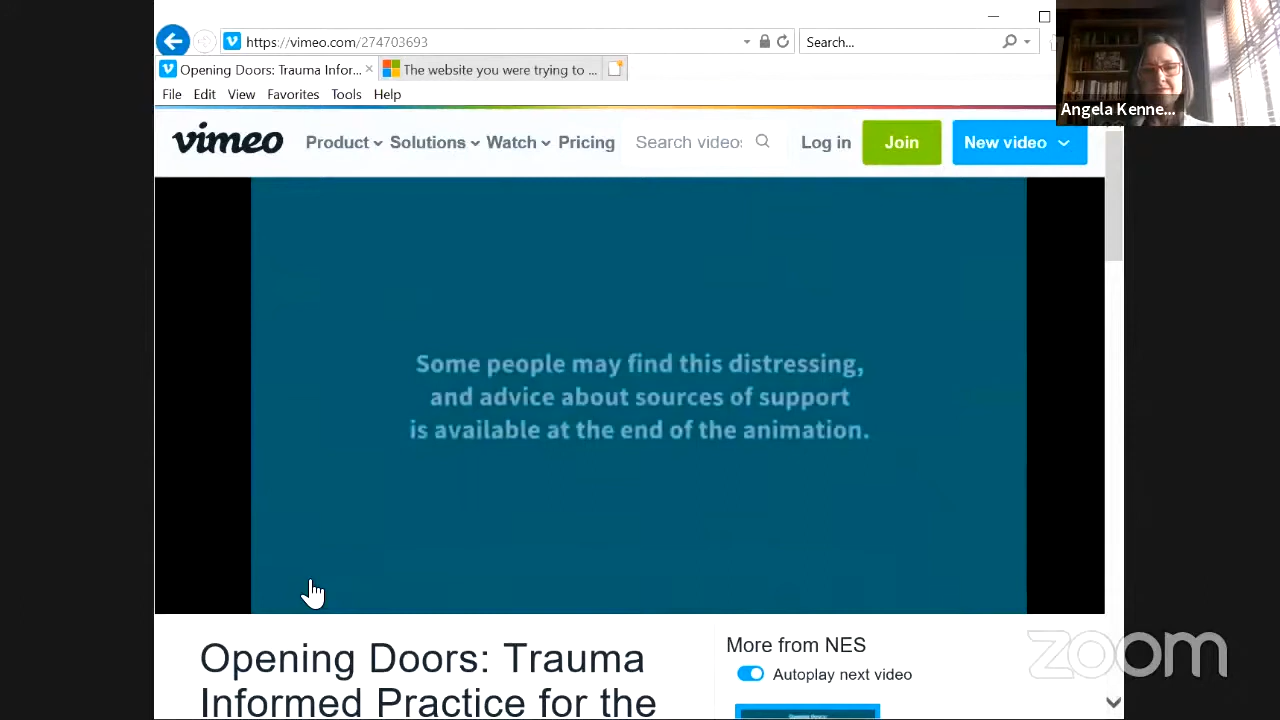 https://vimeo.com/274703693
Search...
Opening Doors: Trauma Infor...
The website you were trying to ...
File Edit View Favorites Tools Help
Angela Kenne...
vimeo Product Solutions Watch Pricing Search videos Log in Join New video
Some people may find this distressing,
and advice about sources of support
is available at the end of the animation.
Opening Doors: Trauma
Informed Practice for the
More from NES
Autoplay next video
zoom